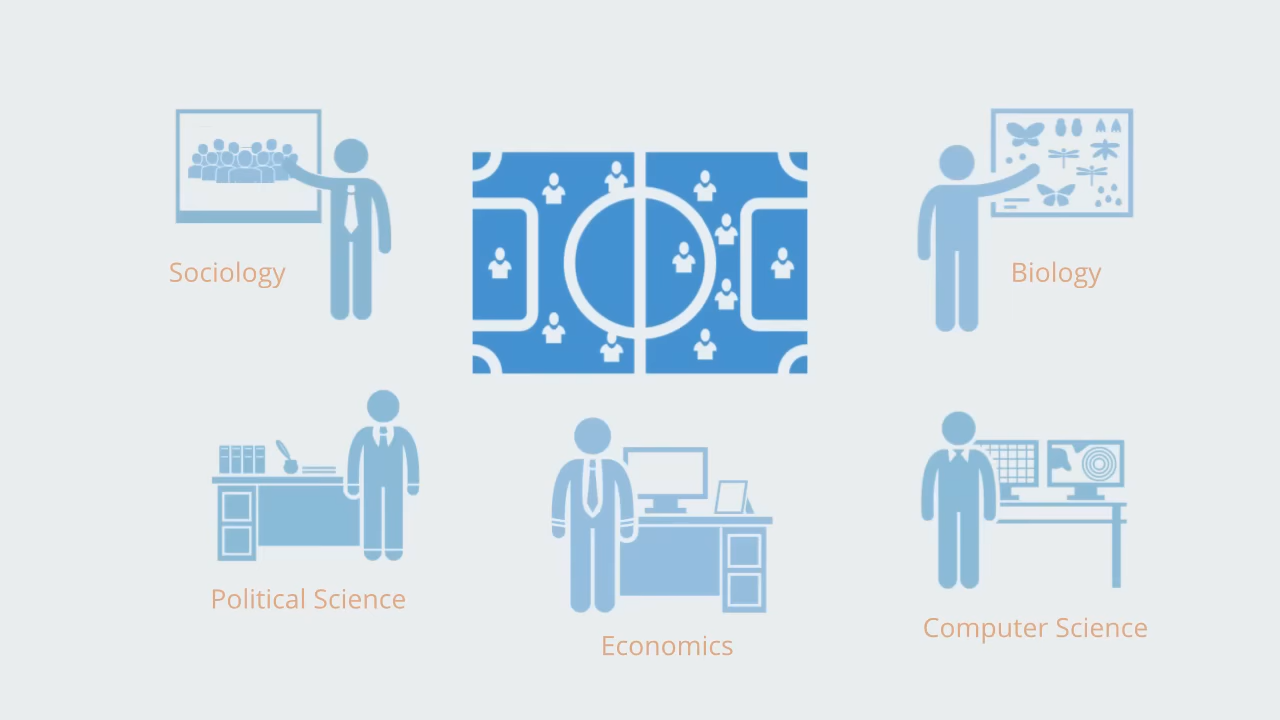 Sociology
Biology
Political Science
Economics
Computer Science